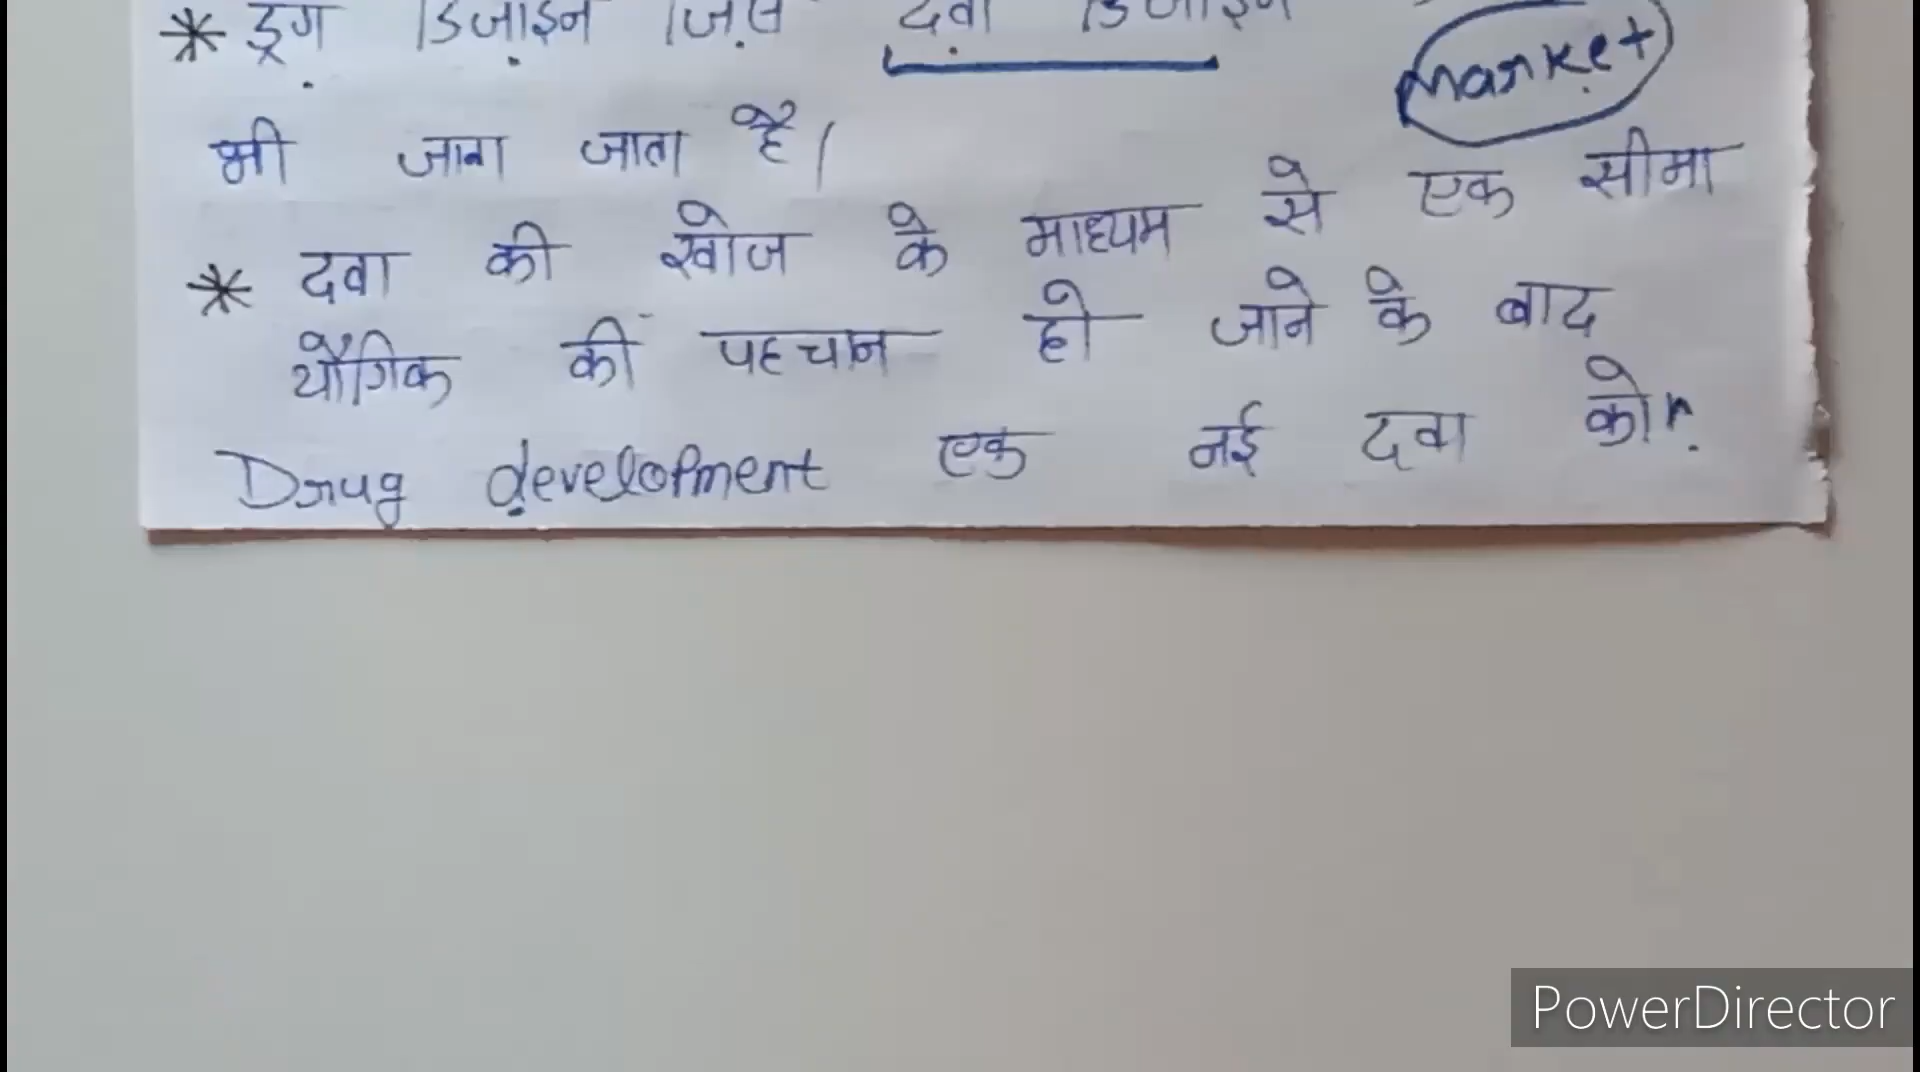 * ड्रग डिजाइन जिसे दवा डिजाइन
market
भी जाना जाता है।
* दवा की खोज के माध्यम से एक सीमा
यौगिक की पहचान हो जाने के बाद
Drug development एक नई दवा को
PowerDirector